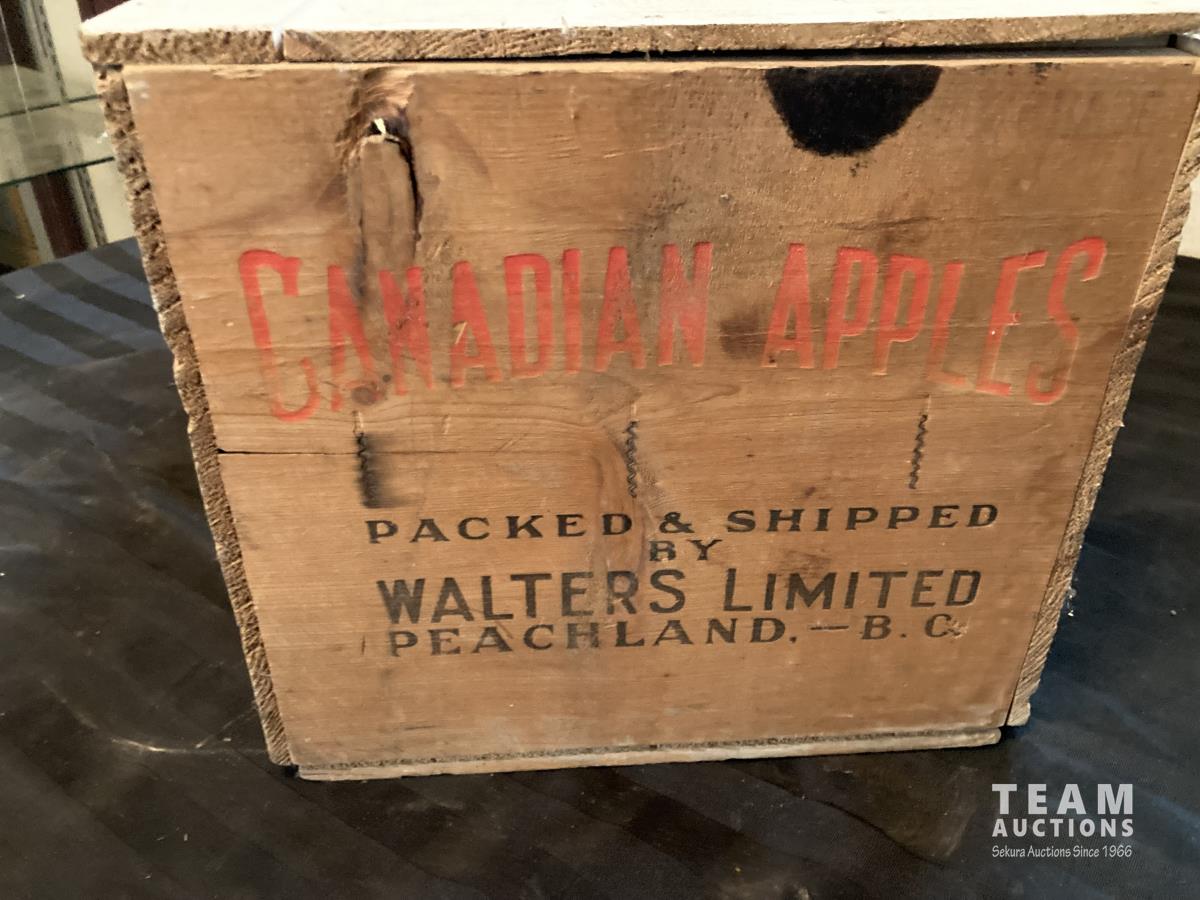 CANADIAN APPLES
PACKED & SHIPPED
BY
WALTERS LIMITED
PEACHLAND. — B. C.
TEAM
AUCTIONS
Sekura Auctions Since 1966